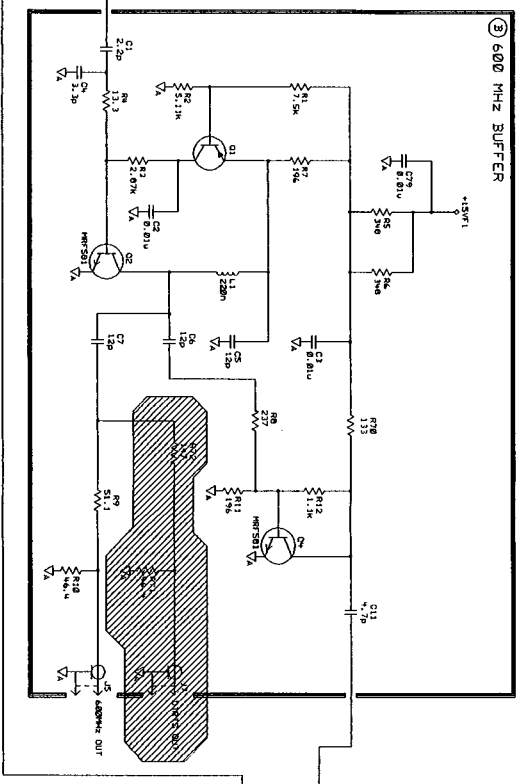 B 600 MHz BUFFER
+15VF1
C79
0.01u
A
R5
348
R6
348
R1
7.5K
R2
5.11K
A
R7
196
Q1
C1
2.2p
C4
3.3p
A
R4
13.3
R3
2.87K
C2
0.01u
A
Q2
MRF581
A
L1
220n
C5
12p
A
C3
0.01u
A
R70
133
C6
12p
C7
12p
R8
237
R11
196
A
R12
1.1K
MRF581
A
C11
4.7p
R9
51.1
R10
46.4
A
A
J5
600MHz OUT
A
A